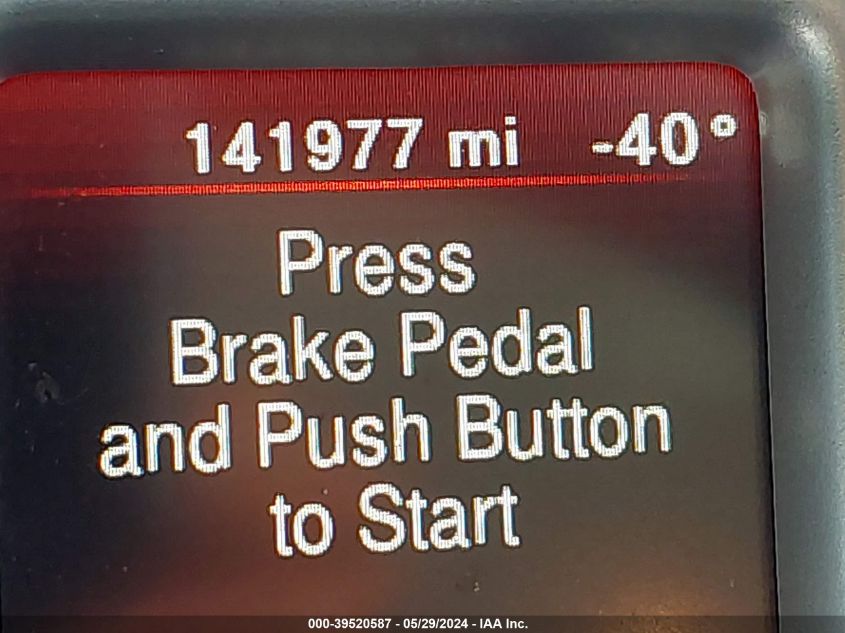 141977 mi -40°
Press
Brake Pedal
and Push Button
to Start
000-39520587 - 05/29/2024 - IAA Inc.